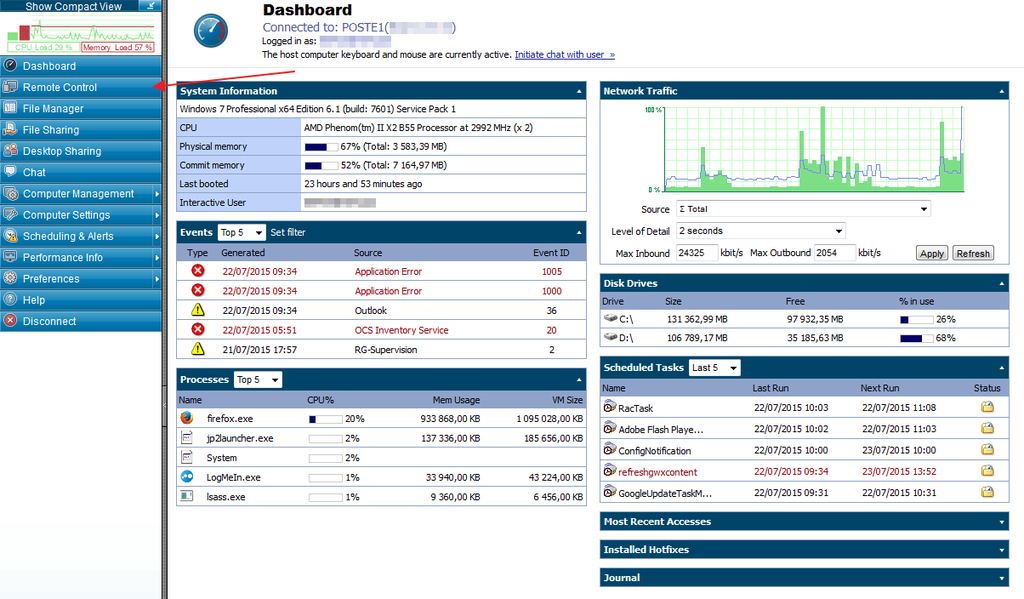 Show Compact View
CPU Load 29 % Memory Load 57 %
Dashboard
Remote Control
File Manager
File Sharing
Desktop Sharing
Chat
Computer Management
Computer Settings
Scheduling & Alerts
Performance Info
Preferences
Help
Disconnect
Dashboard
Connected to: POSTE1( )
Logged in as:
The host computer keyboard and mouse are currently active. Initiate chat with user »
System Information
Windows 7 Professional x64 Edition 6.1 (build: 7601) Service Pack 1
CPU AMD Phenom(tm) II X2 B55 Processor at 2992 MHz (x 2)
Physical memory 67% (Total: 3 583,39 MB)
Commit memory 52% (Total: 7 164,97 MB)
Last booted 23 hours and 53 minutes ago
Interactive User
Events Top 5 Set filter
Type Generated Source Event ID
22/07/2015 09:34 Application Error 1005
22/07/2015 09:34 Application Error 1000
22/07/2015 09:34 Outlook 36
22/07/2015 05:51 OCS Inventory Service 20
21/07/2015 17:57 RG-Supervision 2
Processes Top 5
Name CPU% Mem Usage VM Size
firefox.exe 20% 933 868,00 KB 1 095 028,00 KB
jp2launcher.exe 2% 137 336,00 KB 185 656,00 KB
System 2%
LogMeIn.exe 1% 33 940,00 KB 43 224,00 KB
lsass.exe 1% 9 360,00 KB 6 456,00 KB
Network Traffic
100 %
0 %
Source Σ Total
Level of Detail 2 seconds
Max Inbound 24325 kbit/s Max Outbound 2054 kbit/s Apply Refresh
Disk Drives
Drive Size Free % in use
C:\ 131 362,99 MB 97 932,35 MB 26%
D:\ 106 789,17 MB 35 185,63 MB 68%
Scheduled Tasks Last 5
Name Last Run Next Run Status
RacTask 22/07/2015 10:03 22/07/2015 11:08
Adobe Flash Playe... 22/07/2015 10:02 22/07/2015 11:03
ConfigNotification 22/07/2015 10:00 23/07/2015 10:00
refreshgwxcontent 22/07/2015 09:34 23/07/2015 13:52
GoogleUpdateTaskM... 22/07/2015 09:31 22/07/2015 10:31
Most Recent Accesses
Installed Hotfixes
Journal